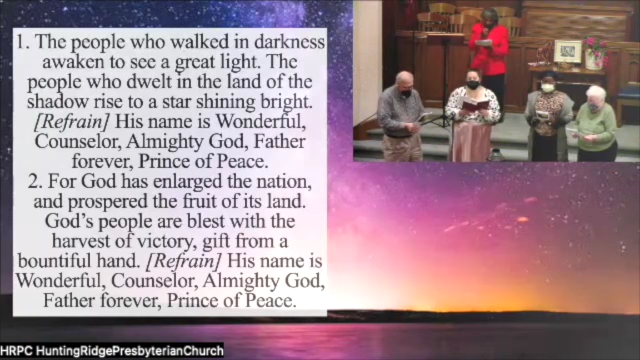 1. The people who walked in darkness
awaken to see a great light. The
people who dwelt in the land of the
shadow rise to a star shining bright.
[Refrain] His name is Wonderful,
Counselor, Almighty God, Father
forever, Prince of Peace.
2. For God has enlarged the nation,
and prospered the fruit of its land.
God’s people are blest with the
harvest of victory, gift from a
bountiful hand. [Refrain] His name is
Wonderful, Counselor, Almighty God,
Father forever, Prince of Peace.
HRPC HuntingRidgePresbyterianChurch